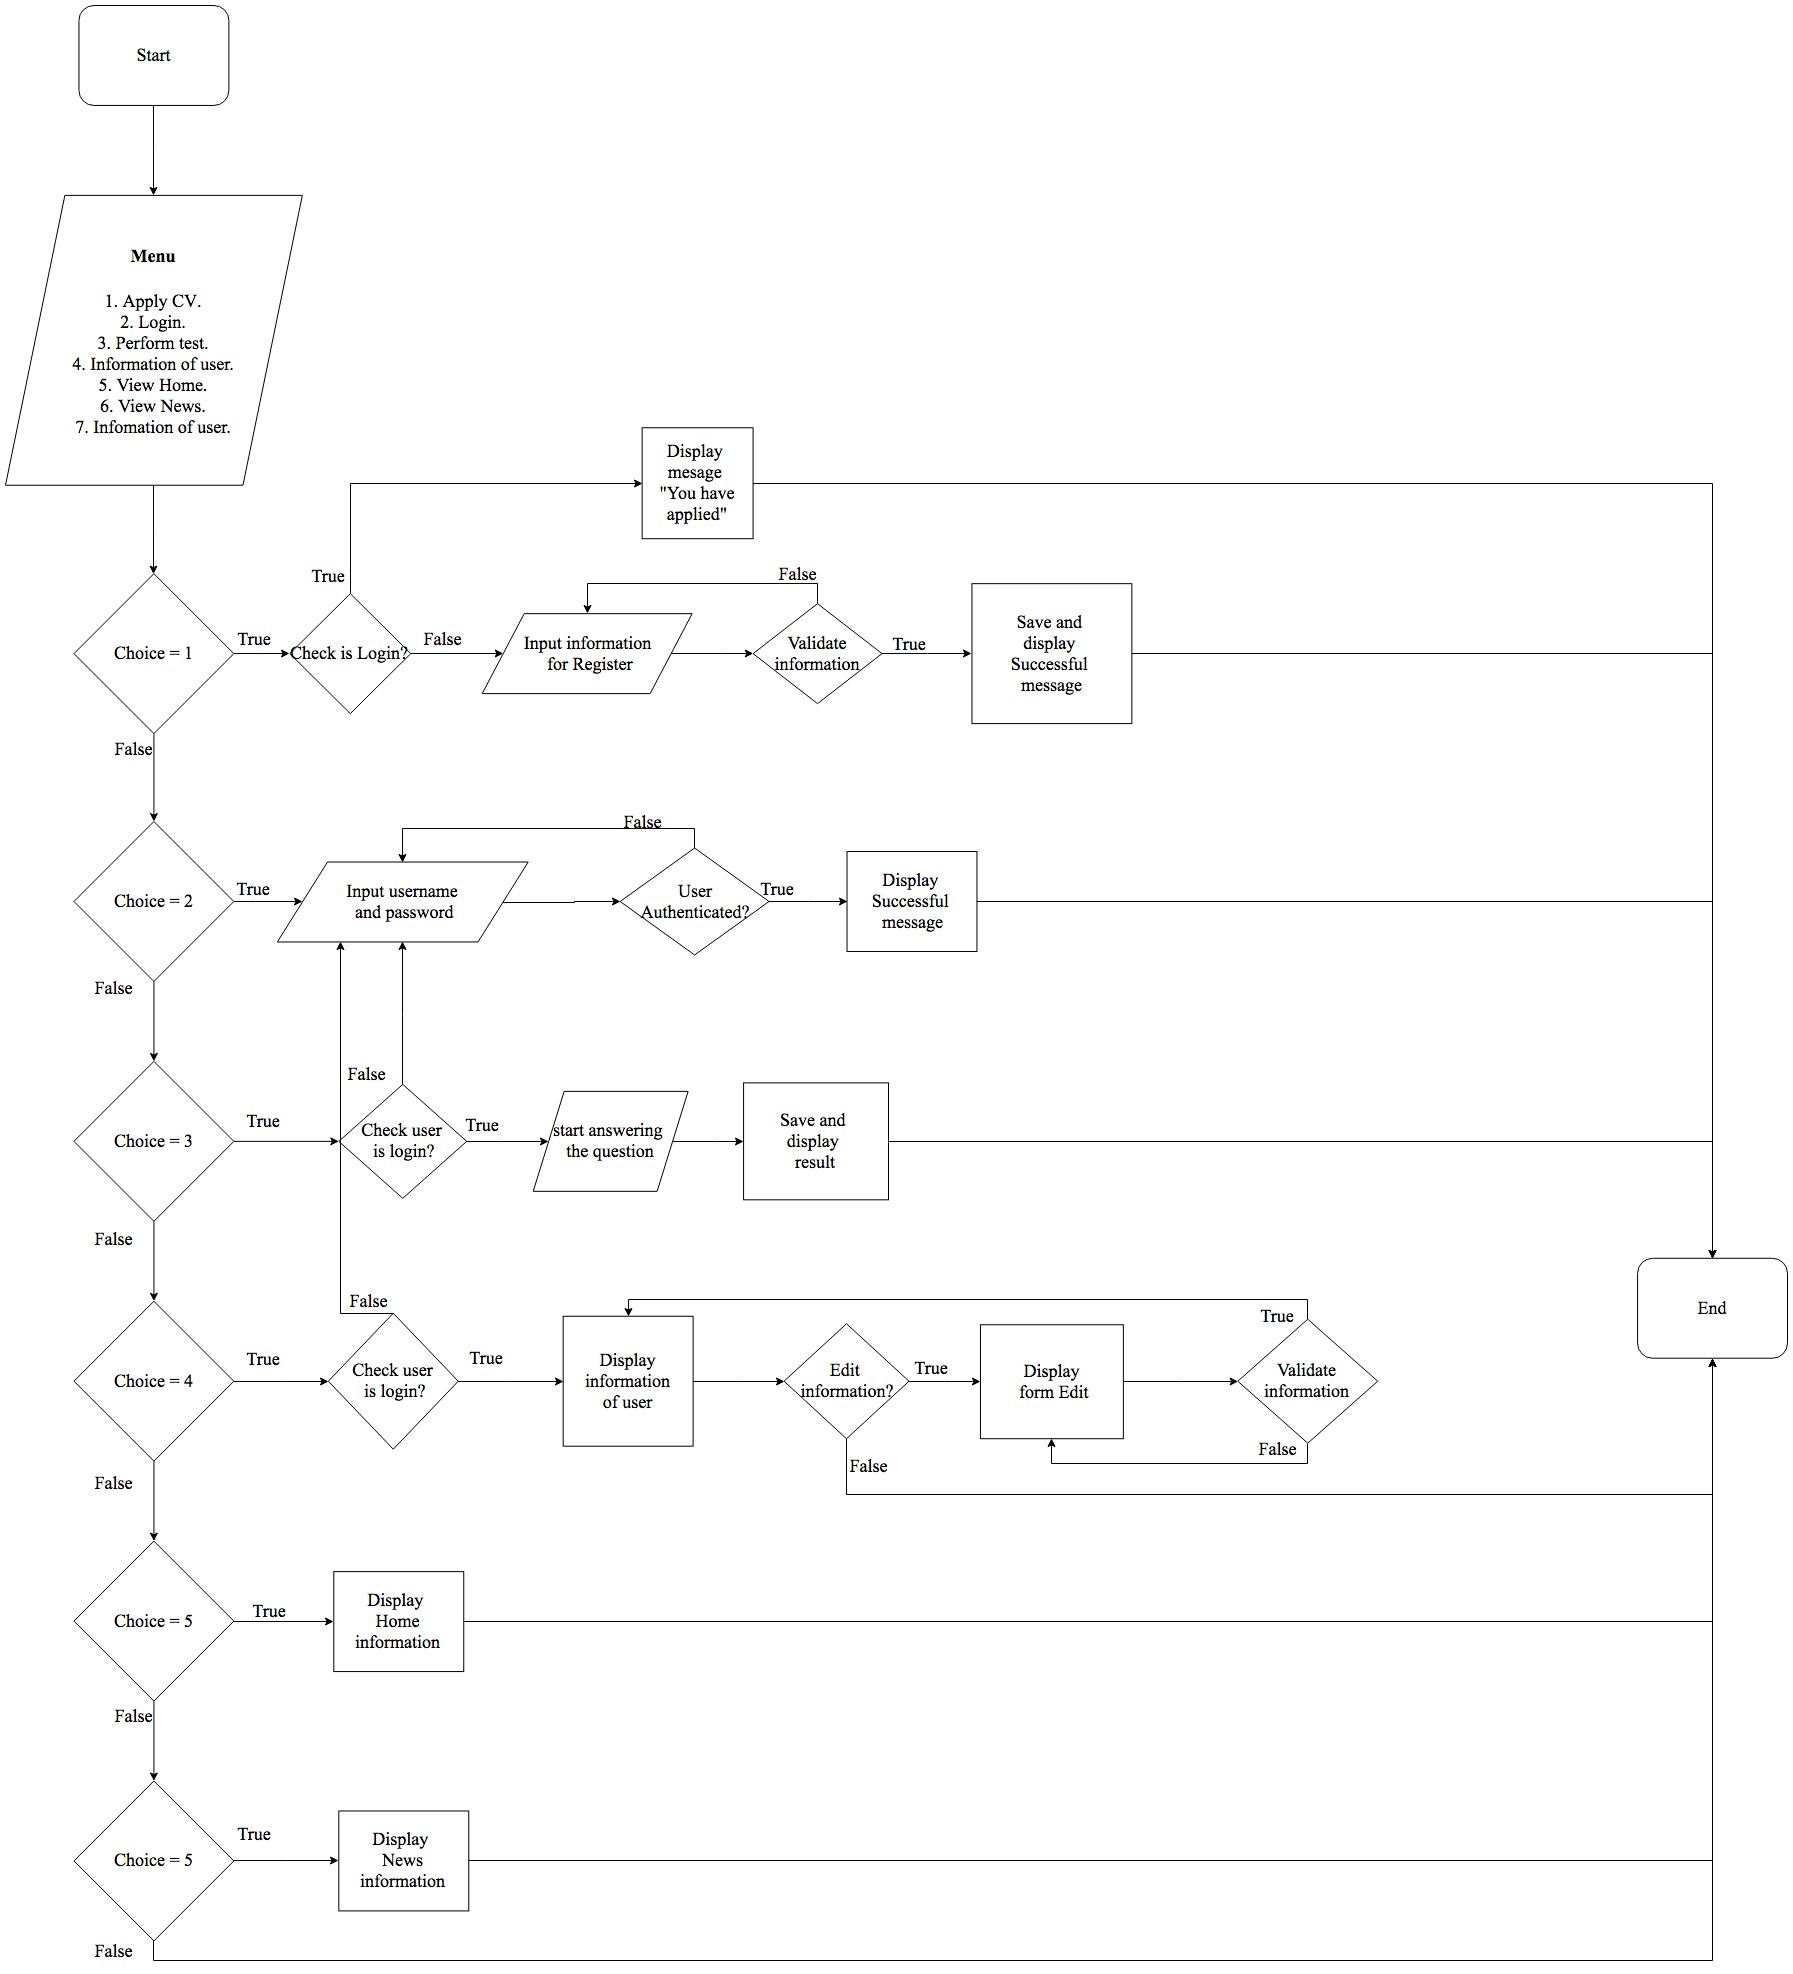 Start
Menu
1. Apply CV.
2. Login.
3. Perform test.
4. Information of user.
5. View Home.
6. View News.
7. Infomation of user.
Display
mesage
"You have
applied"
True
False
Choice = 1
True
Check is Login?
False
Input information
for Register
Validate
information
True
Save and
display
Successful
message
False
False
Choice = 2
True
Input username
and password
User
Authenticated?
True
Display
Successful
message
False
False
Choice = 3
True
Check user
is login?
True
start answering
the question
Save and
display
result
False
False
True
End
Choice = 4
True
Check user
is login?
True
Display
information
of user
Edit
information?
True
Display
form Edit
Validate
information
False
False
False
Choice = 5
True
Display
Home
information
False
Choice = 5
True
Display
News
information
False